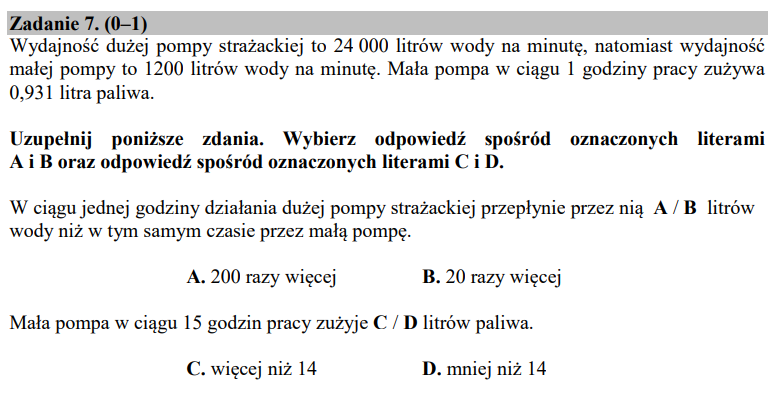 Zadanie 7. (0–1)
Wydajność dużej pompy strażackiej to 24 000 litrów wody na minutę, natomiast wydajność
małej pompy to 1200 litrów wody na minutę. Mała pompa w ciągu 1 godziny pracy zużywa
0,931 litra paliwa.
Uzupełnij poniższe zdania. Wybierz odpowiedź spośród oznaczonych literami
A i B oraz odpowiedź spośród oznaczonych literami C i D.
W ciągu jednej godziny działania dużej pompy strażackiej przepłynie przez nią A / B litrów
wody niż w tym samym czasie przez małą pompę.
A. 200 razy więcej B. 20 razy więcej
Mała pompa w ciągu 15 godzin pracy zużyje C / D litrów paliwa.
C. więcej niż 14 D. mniej niż 14